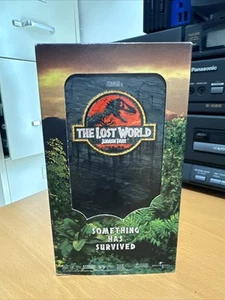 THE LOST WORLD
JURASSIC PARK
SOMETHING
HAS
SURVIVED
Panasonic